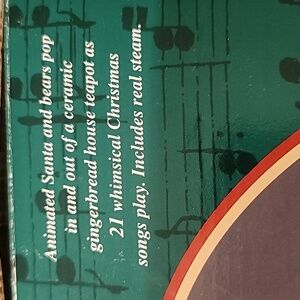 Animated Santa and bears pop
in and out of a ceramic
gingerbread house teapot as
21 whimsical Christmas
songs play. Includes real steam.